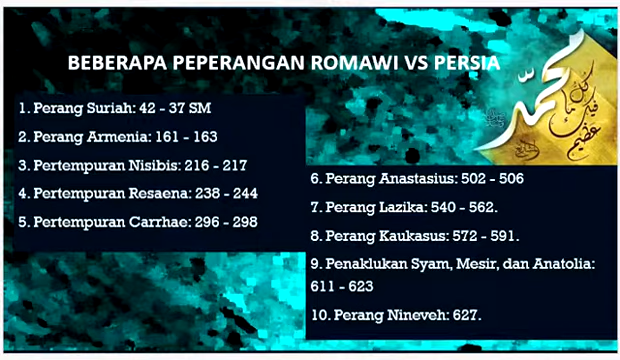 BEBERAPA PEPERANGAN ROMAWI VS PERSIA
1. Perang Suriah: 42 - 37 SM
2. Perang Armenia: 161 - 163
3. Pertempuran Nisibis: 216 - 217
4. Pertempuran Resaena: 238 - 244
5. Pertempuran Carrhae: 296 - 298
6. Perang Anastasius: 502 - 506
7. Perang Lazika: 540 - 562.
8. Perang Kaukasus: 572 - 591.
9. Penaklukan Syam, Mesir, dan Anatolia:
611 - 623
10. Perang Nineveh: 627.
محمد
كل
فيك
عظيم